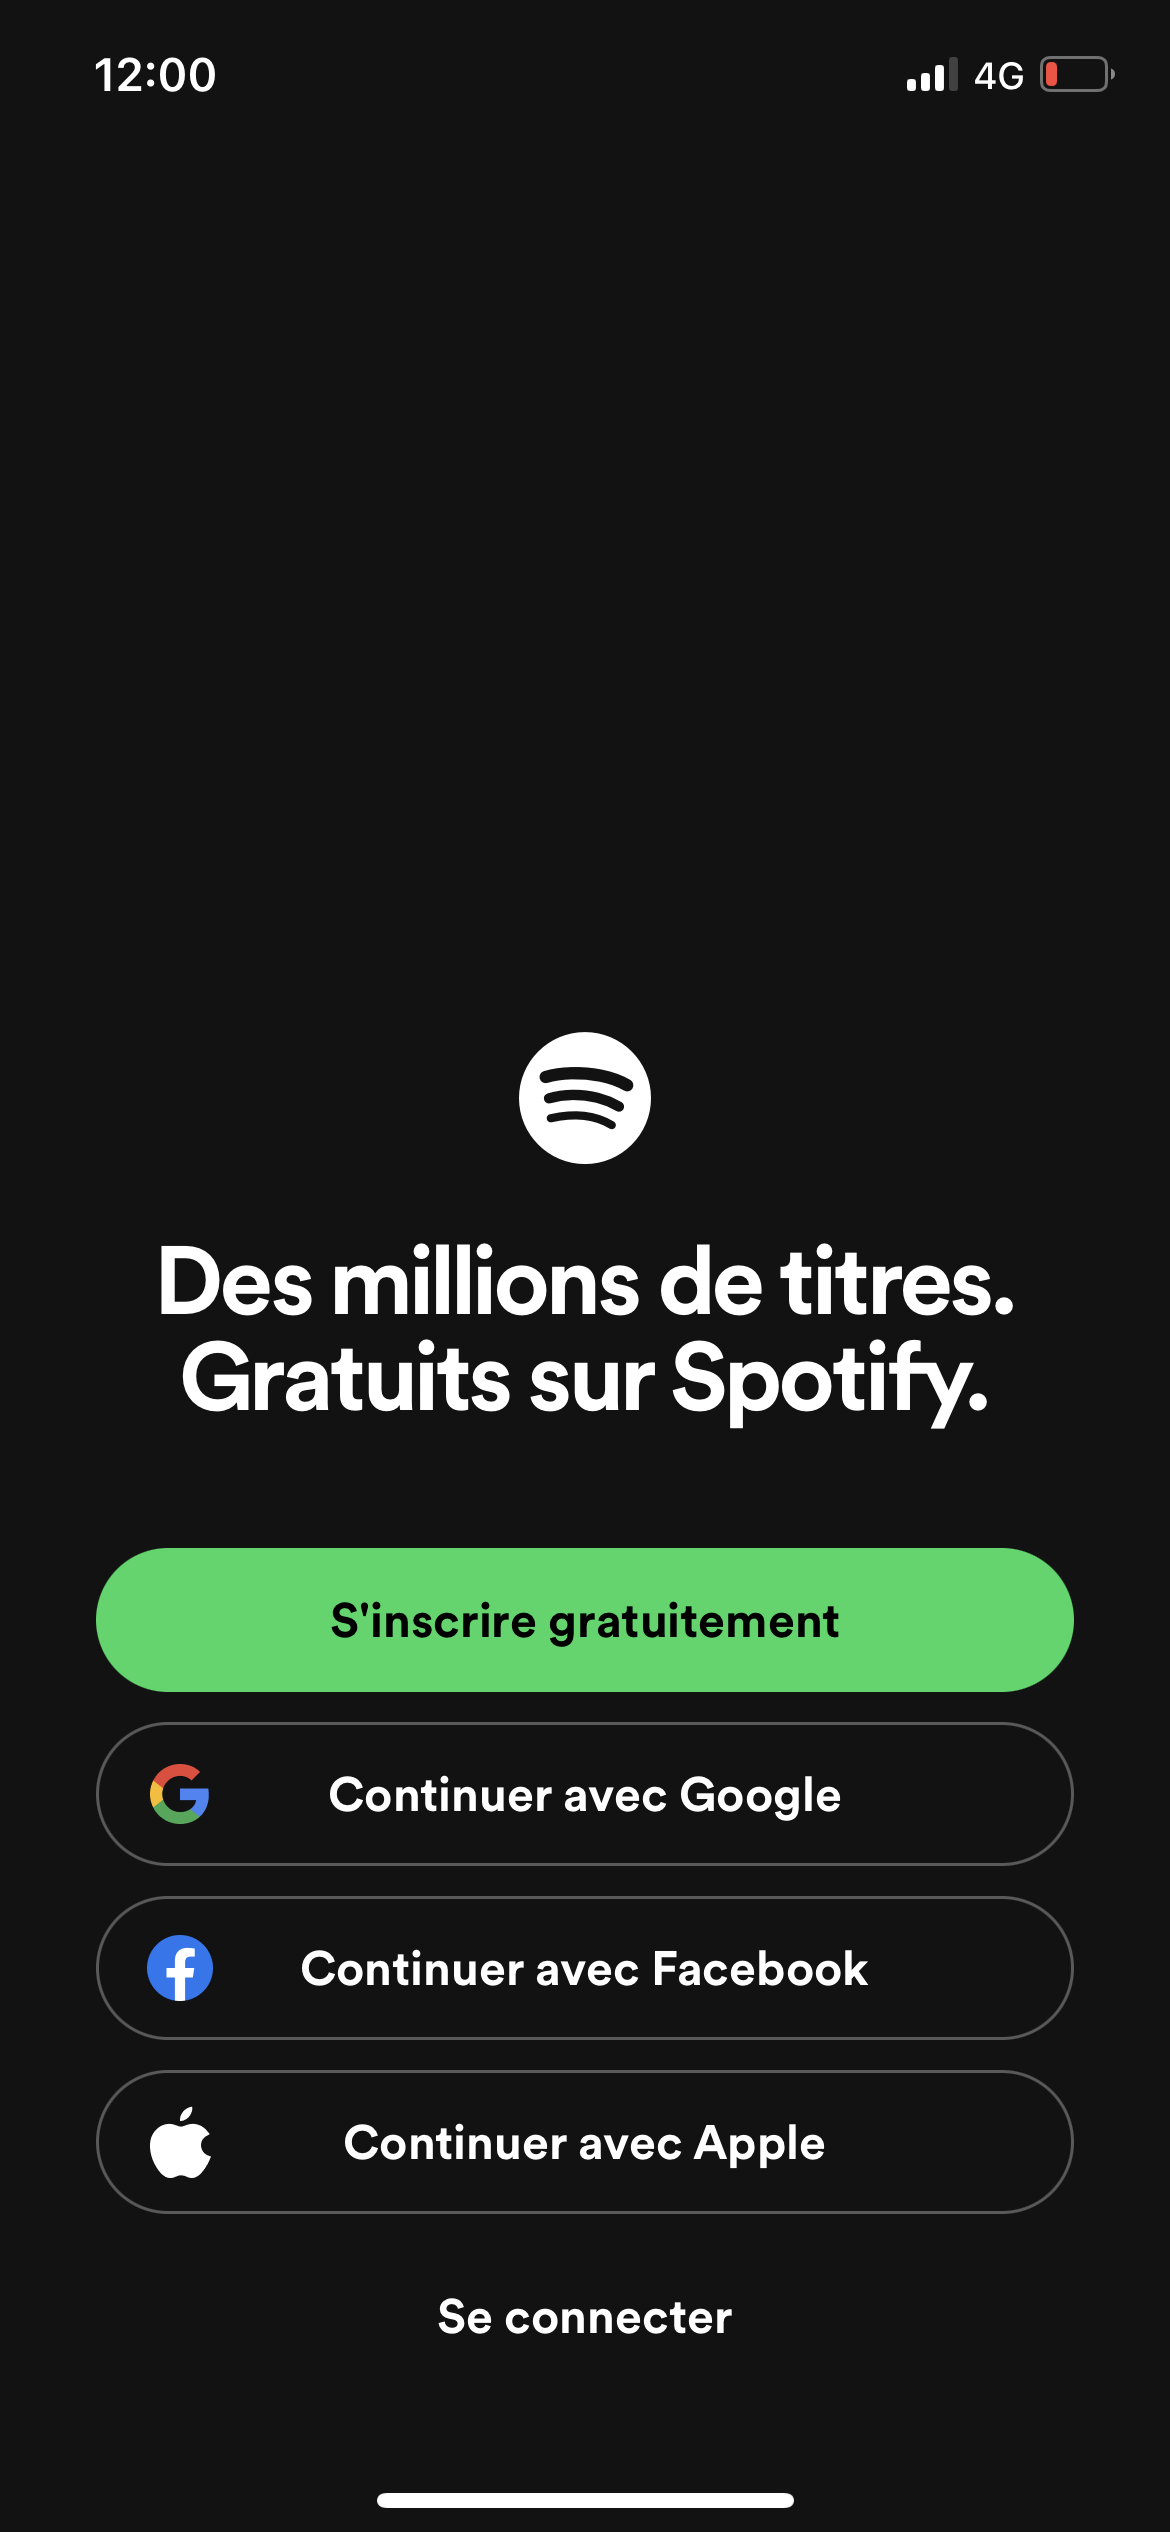 12:00 4G
Des millions de titres.
Gratuits sur Spotify.
S'inscrire gratuitement
Continuer avec Google
Continuer avec Facebook
Continuer avec Apple
Se connecter